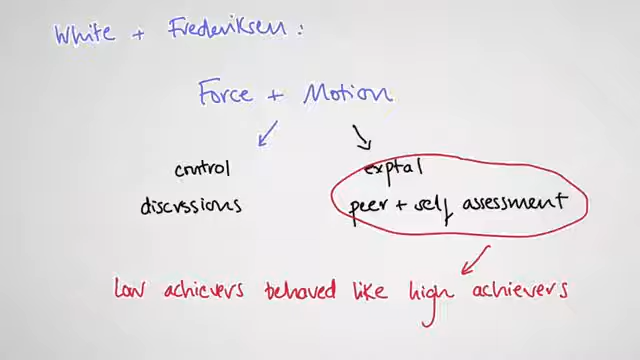 White + Frederiksen:
Force + Motion
control
exptal
discussions
peer + self assessment
low achievers behaved like high achievers